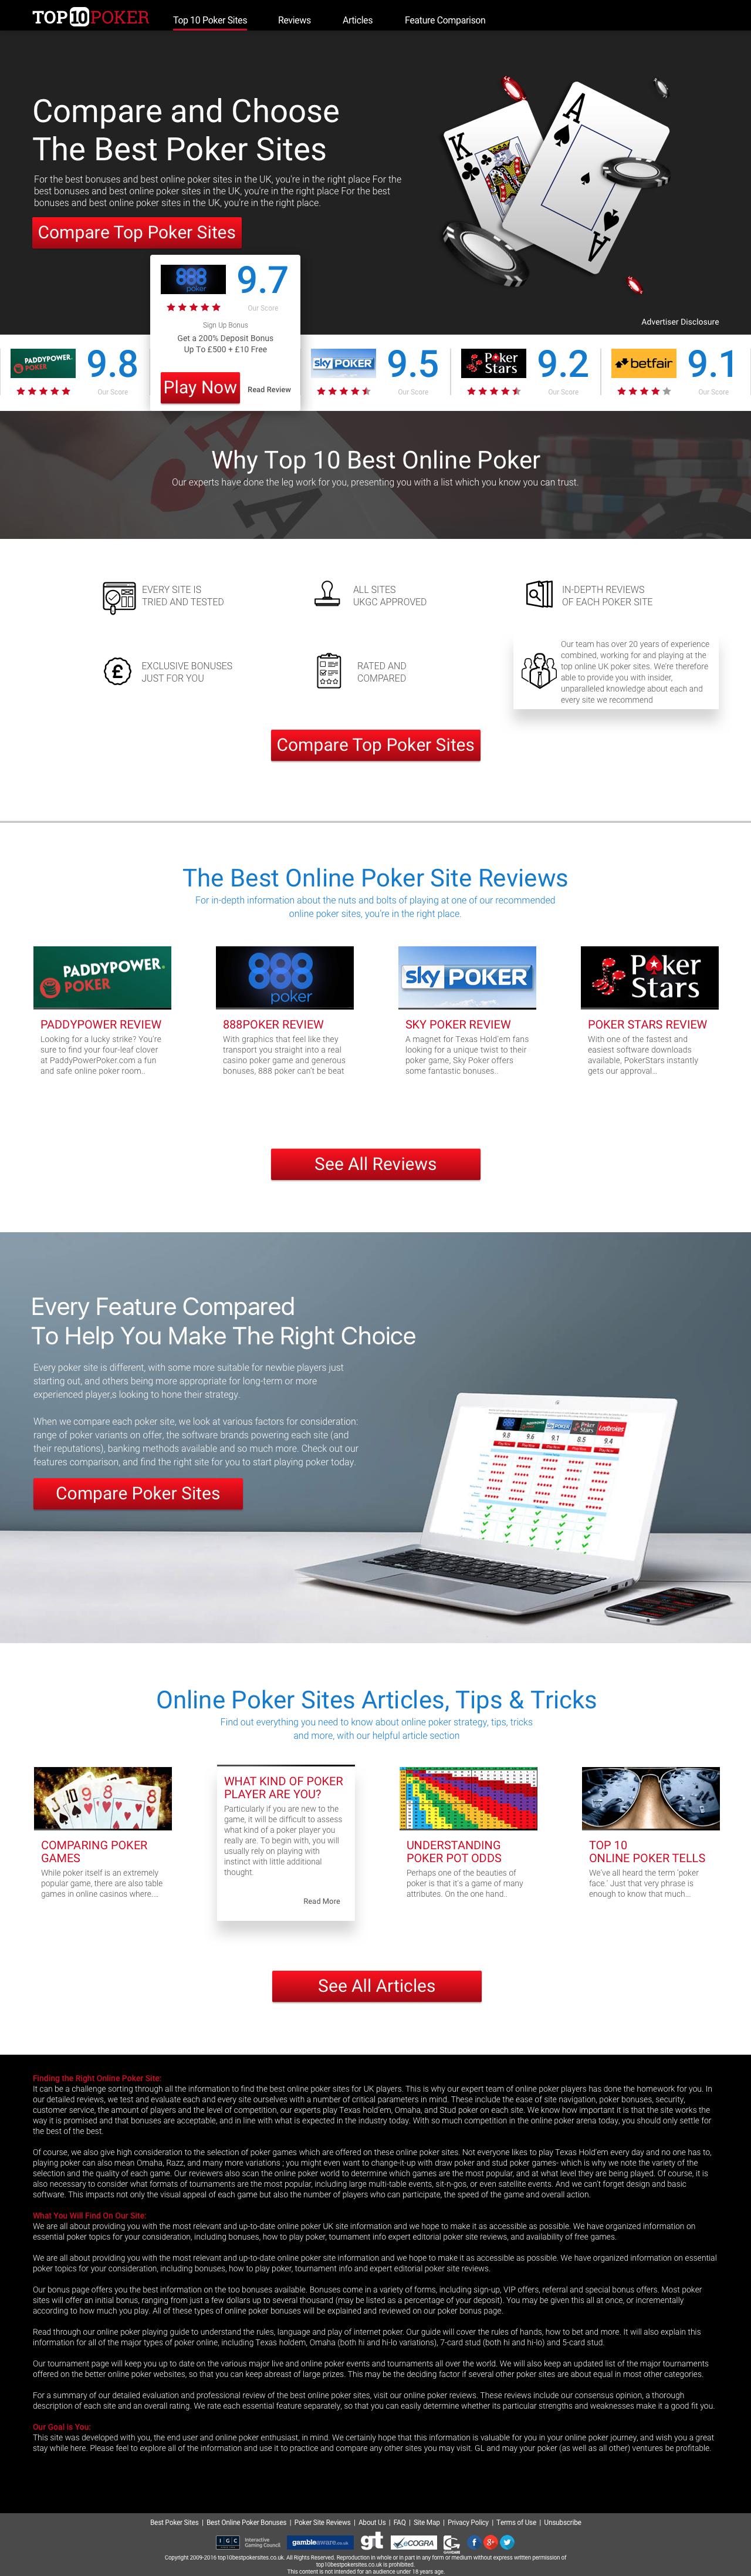 TOP 10 POKER
Top 10 Poker Sites
Reviews
Articles
Feature Comparison
Compare and Choose
The Best Poker Sites
For the best bonuses and best online poker sites in the UK, you're in the right place For the
best bonuses and best online poker sites in the UK, you're in the right place For the best
bonuses and best online poker sites in the UK, you're in the right place.
Compare Top Poker Sites
K
A
A
Advertiser Disclosure
PADDYPOWER.
POKER
9.8
Our Score
888
poker
9.7
Our Score
Sign Up Bonus
Get a 200% Deposit Bonus
Up To £500 + £10 Free
Play Now
Read Review
sky POKER
9.5
Our Score
Poker
Stars
9.2
Our Score
betfair
9.1
Our Score
Why Top 10 Best Online Poker
Our experts have done the leg work for you, presenting you with a list which you know you can trust.
EVERY SITE IS
TRIED AND TESTED
ALL SITES
UKGC APPROVED
IN-DEPTH REVIEWS
OF EACH POKER SITE
£
EXCLUSIVE BONUSES
JUST FOR YOU
RATED AND
COMPARED
Our team has over 20 years of experience
combined, working for and playing at the
top online UK poker sites. We're therefore
able to provide you with insider,
unparalleled knowledge about each and
every site we recommend
Compare Top Poker Sites
The Best Online Poker Site Reviews
For in-depth information about the nuts and bolts of playing at one of our recommended
online poker sites, you're in the right place.
PADDYPOWER.
POKER
PADDYPOWER REVIEW
Looking for a lucky strike? You're
sure to find your four-leaf clover
at PaddyPowerPoker.com a fun
and safe online poker room..
888
poker
888POKER REVIEW
With graphics that feel like they
transport you straight into a real
casino poker game and generous
bonuses, 888 poker can't be beat
sky POKER
SKY POKER REVIEW
A magnet for Texas Hold'em fans
looking for a unique twist to their
poker game, Sky Poker offers
some fantastic bonuses..
Poker
Stars
POKER STARS REVIEW
With one of the fastest and
easiest software downloads
available, PokerStars instantly
gets our approval...
See All Reviews
Every Feature Compared
To Help You Make The Right Choice
Every poker site is different, with some more suitable for newbie players just
starting out, and others being more appropriate for long-term or more
experienced player,s looking to hone their strategy.
When we compare each poker site, we look at various factors for consideration:
range of poker variants on offer, the software brands powering each site (and
their reputations), banking methods available and so much more. Check out our
features comparison, and find the right site for you to start playing poker today.
Compare Poker Sites
888 PADDYPOWER sky POKER Poker Stars Ladbrokes
9.8 9.6 9.1 8.5 9.4
Online Poker Sites Articles, Tips & Tricks
Find out everything you need to know about online poker strategy, tips, tricks
and more, with our helpful article section
J 10 9 8 8
COMPARING POKER
GAMES
While poker itself is an extremely
popular game, there are also table
games in online casinos where....
WHAT KIND OF POKER
PLAYER ARE YOU?
Particularly if you are new to the
game, it will be difficult to assess
what kind of a poker player you
really are. To begin with, you will
usually rely on playing with
instinct with little additional
thought.
Read More
UNDERSTANDING
POKER POT ODDS
Perhaps one of the beauties of
poker is that it's a game of many
attributes. On the one hand..
TOP 10
ONLINE POKER TELLS
We've all heard the term 'poker
face.' Just that very phrase is
enough to know that much...
See All Articles
Finding the Right Online Poker Site:
It can be a challenge sorting through all the information to find the best online poker sites for UK players. This is why our expert team of online poker players has done the homework for you. In
our detailed reviews, we test and evaluate each and every site ourselves with a number of critical parameters in mind. These include the ease of site navigation, poker bonuses, security,
customer service, the amount of players and the level of competition, our experts play Texas hold'em, Omaha, and Stud poker on each site. We know how important it is that the site works the
way it is promised and that bonuses are acceptable, and in line with what is expected in the industry today. With so much competition in the online poker arena today, you should only settle for
the best of the best.
Of course, we also give high consideration to the selection of poker games which are offered on these online poker sites. Not everyone likes to play Texas Hold'em every day and no one has to,
playing poker can also mean Omaha, Razz, and many more variations ; you might even want to change-it-up with draw poker and stud poker games- which is why we note the variety of the
selection and the quality of each game. Our reviewers also scan the online poker world to determine which games are the most popular, and at what level they are being played. Of course, it is
also necessary to consider what formats of tournaments are the most popular, including large multi-table events, sit-n-gos, or even satellite events. And we can't forget design and basic
software. This impacts not only the visual appeal of each game but also the number of players who can participate, the speed of the game and overall action.
What You Will Find On Our Site:
We are all about providing you with the most relevant and up-to-date online poker UK site information and we hope to make it as accessible as possible. We have organized information on
essential poker topics for your consideration, including bonuses, how to play poker, tournament info expert editorial poker site reviews, and availability of free games.
We are all about providing you with the most relevant and up-to-date online poker site information and we hope to make it as accessible as possible. We have organized information on essential
poker topics for your consideration, including bonuses, how to play poker, tournament info and expert editorial poker site reviews.
Our bonus page offers you the best information on the too bonuses available. Bonuses come in a variety of forms, including sign-up, VIP offers, referral and special bonus offers. Most poker
sites will offer an initial bonus, ranging from just a few dollars up to several thousand (may be listed as a percentage of your deposit). You may be given this all at once, or incrementally
according to how much you play. All of these types of online poker bonuses will be explained and reviewed on our poker bonus page.
Read through our online poker playing guide to understand the rules, language and play of internet poker. Our guide will cover the rules of hands, how to bet and more. It will also explain this
information for all of the major types of poker online, including Texas holdem, Omaha (both hi and hi-lo variations), 7-card stud (both hi and hi-lo) and 5-card stud.
Our tournament page will keep you up to date on the various major live and online poker events and tournaments all over the world. We will also keep an updated list of the major tournaments
offered on the better online poker websites, so that you can keep abreast of large prizes. This may be the deciding factor if several other poker sites are about equal in most other categories.
For a summary of our detailed evaluation and professional review of the best online poker sites, visit our online poker reviews. These reviews include our consensus opinion, a thorough
description of each site and an overall rating. We rate each essential feature separately, so that you can easily determine whether its particular strengths and weaknesses make it a good fit you.
Our Goal is You:
This site was developed with you, the end user and online poker enthusiast, in mind. We certainly hope that this information is valuable for you in your online poker journey, and wish you a great
stay while here. Please feel to explore all of the information and use it to practice and compare any other sites you may visit. GL and may your poker (as well as all other) ventures be profitable.
Best Poker Sites | Best Online Poker Bonuses | Poker Site Reviews | About Us | FAQ | Site Map | Privacy Policy | Terms of Use | Unsubscribe
IGC Interactive Gaming Council
gambleaware.co.uk
gt
eCOGRA
Copyright 2009-2016 top10bestpokersites.co.uk. All Rights Reserved. Reproduction in whole or in part in any form or medium without express written permission of
top10bestpokersites.co.uk is prohibited.
This content is not intended for an audience under 18 years age.